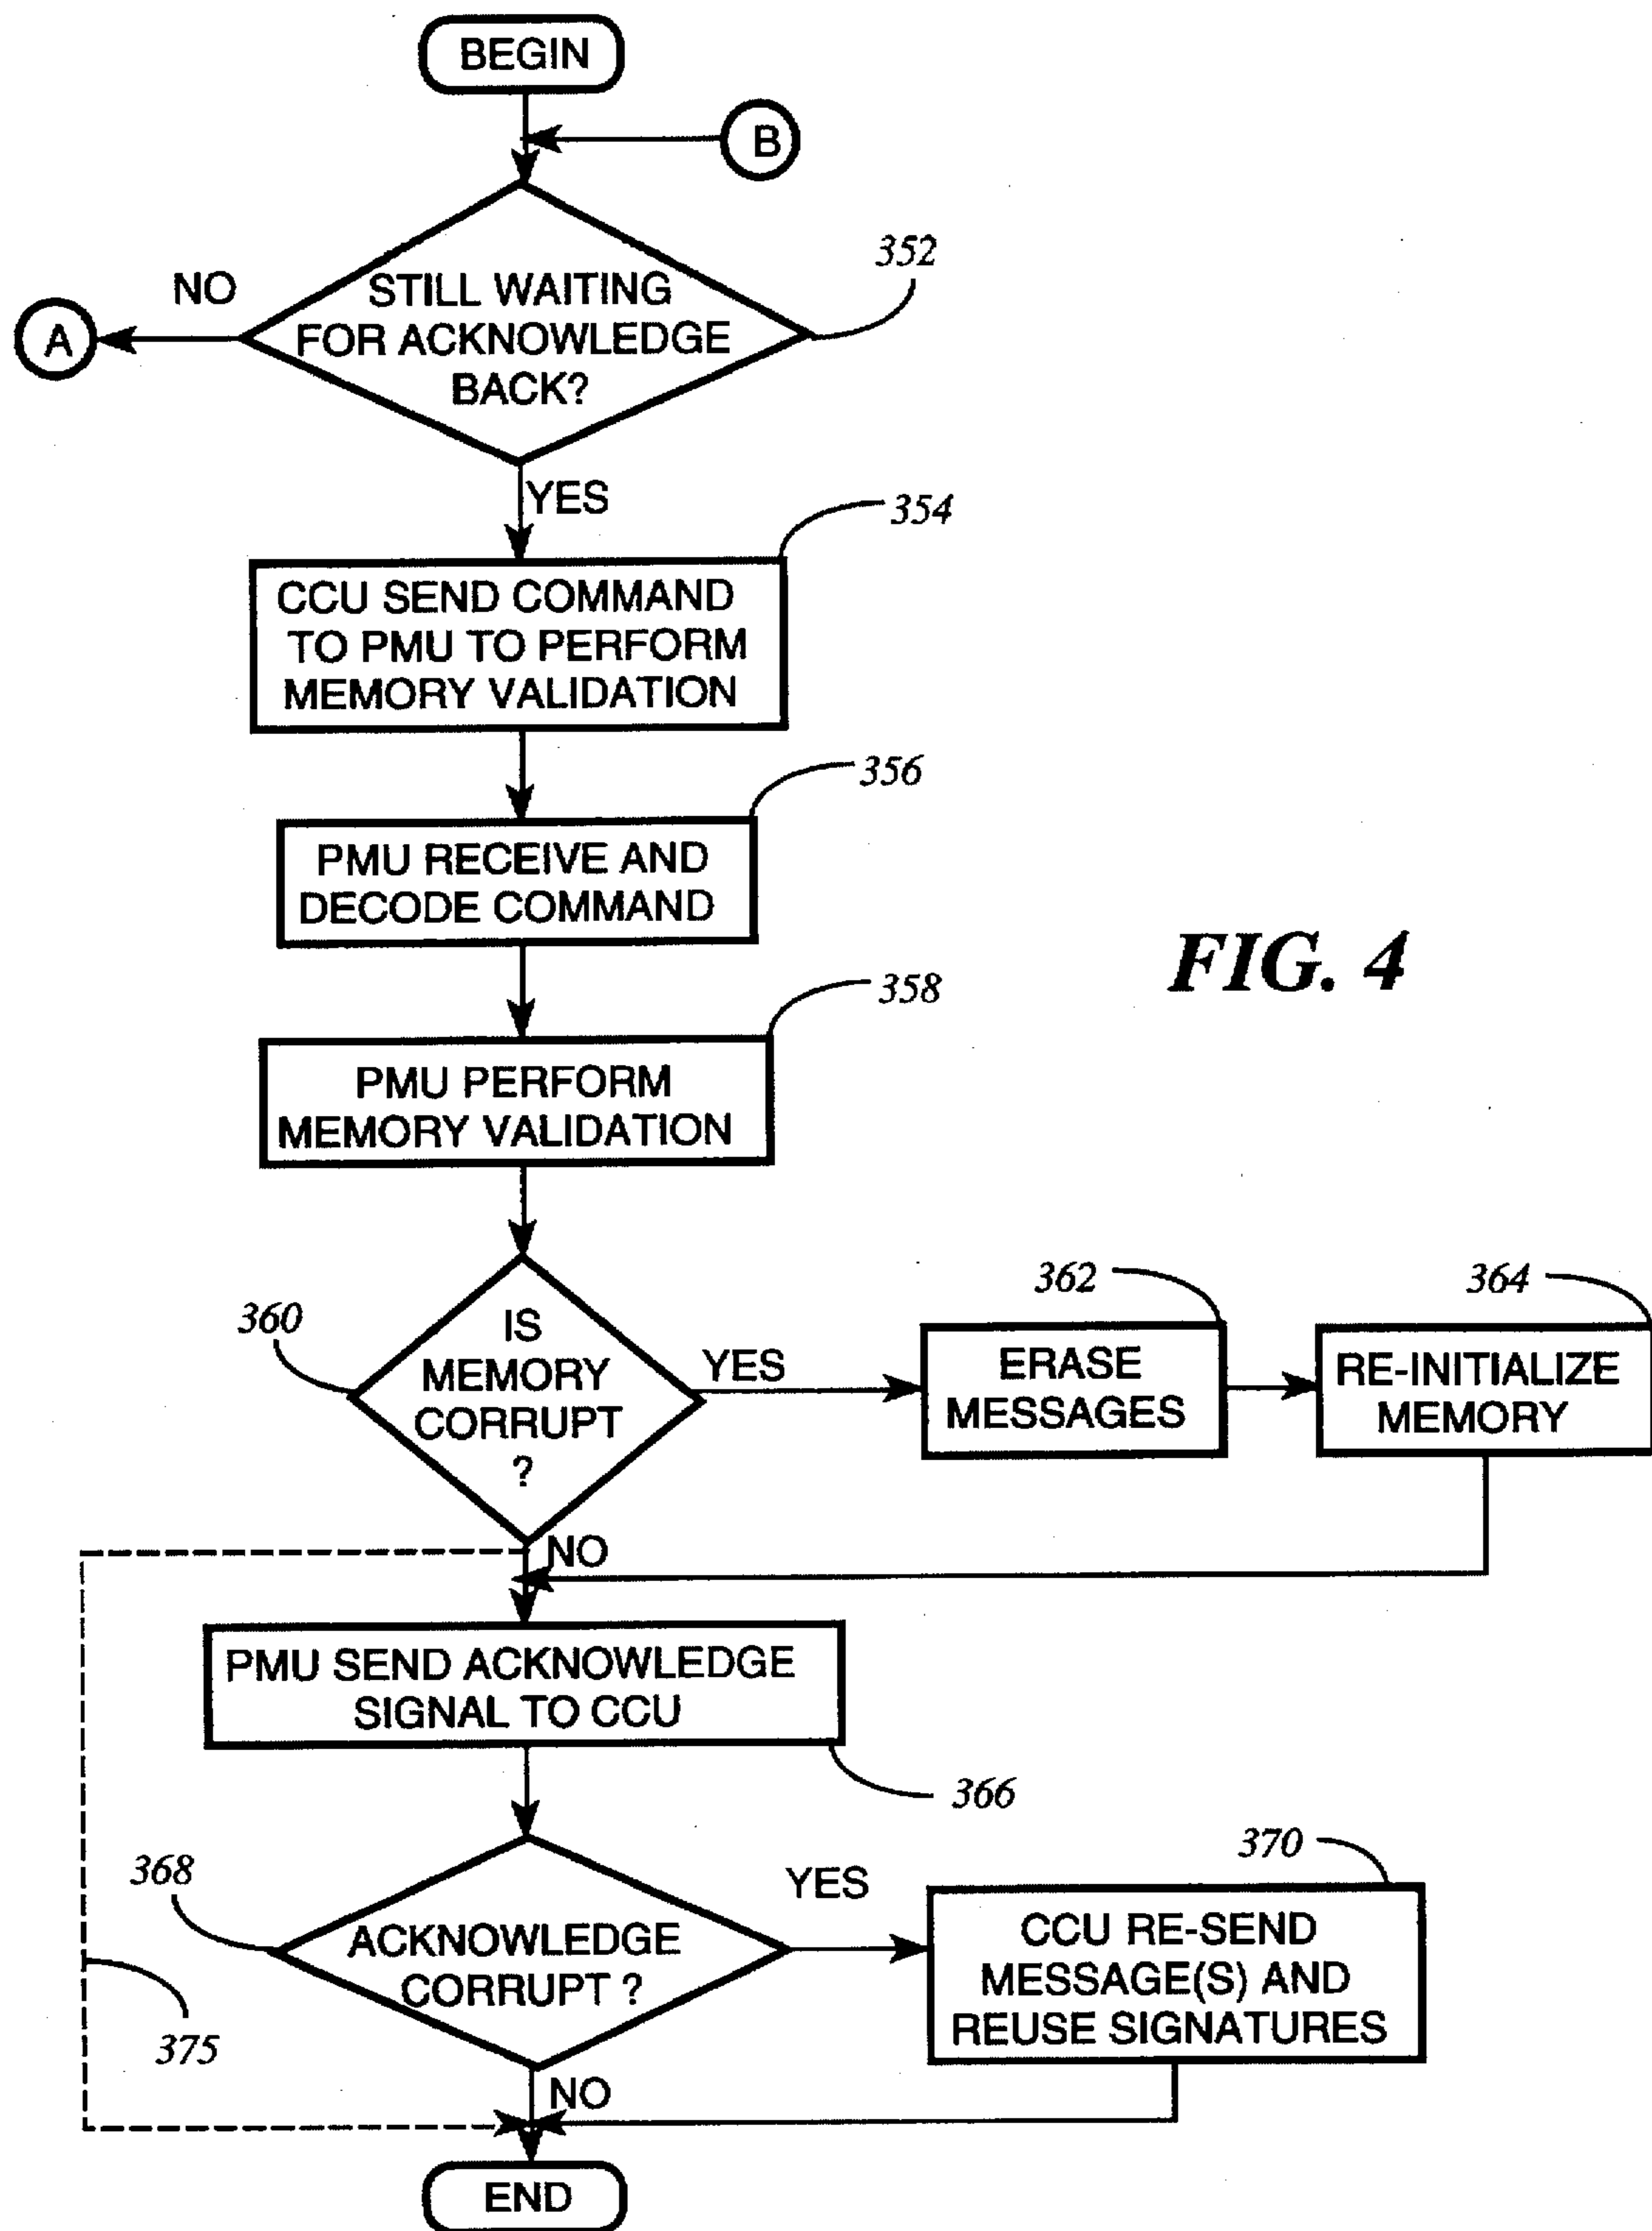 BEGIN
B
352
NO
STILL WAITING
FOR ACKNOWLEDGE
BACK?
A
YES
354
CCU SEND COMMAND
TO PMU TO PERFORM
MEMORY VALIDATION
356
PMU RECEIVE AND
DECODE COMMAND
FIG. 4
358
PMU PERFORM
MEMORY VALIDATION
360
IS
MEMORY
CORRUPT
?
YES
362
ERASE
MESSAGES
364
RE-INITIALIZE
MEMORY
NO
PMU SEND ACKNOWLEDGE
SIGNAL TO CCU
366
368
ACKNOWLEDGE
CORRUPT ?
YES
370
CCU RE-SEND
MESSAGE(S) AND
REUSE SIGNATURES
375
NO
END